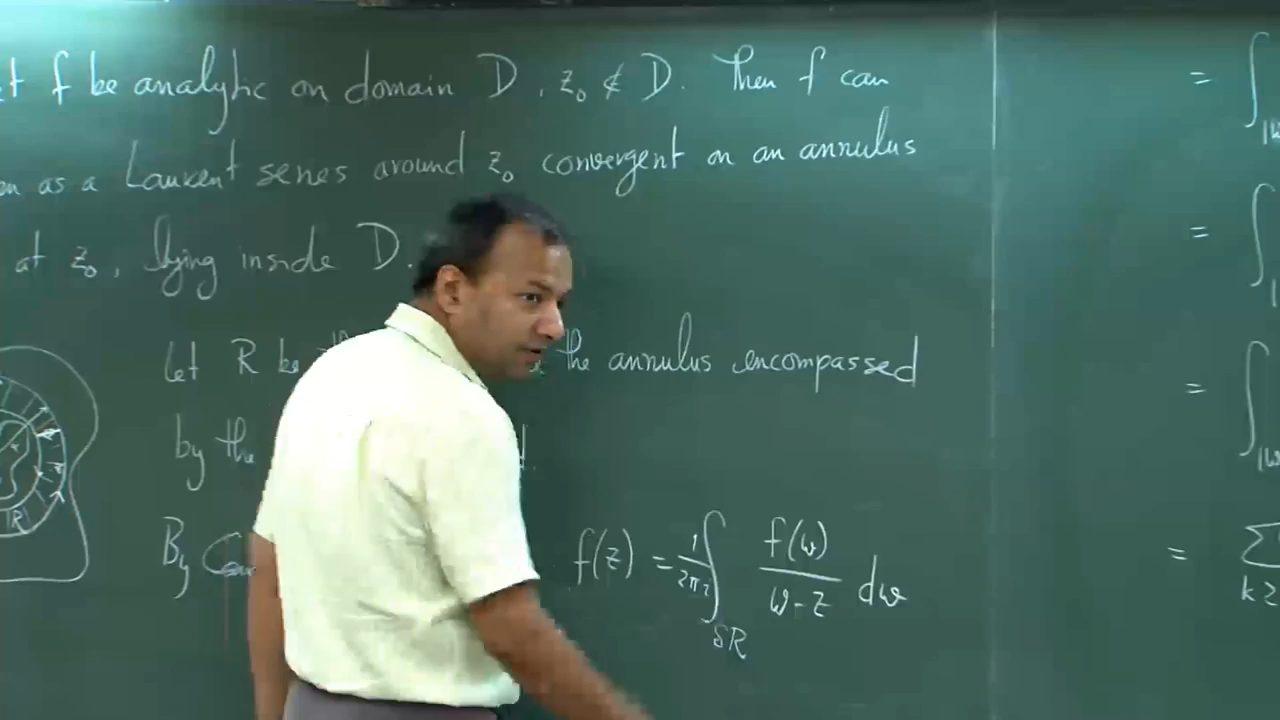 f be analytic on domain D, z₀ ∉ D. Then f can
as a Laurent series around z₀ convergent on an annulus
at z₀, lying inside D.
Let R be the annulus encompassed
by the
R
By
f(z) = 1/2πi ∫_{δR} f(w)/(w-z) dw
= ∫
= ∫
= ∫
= Σ